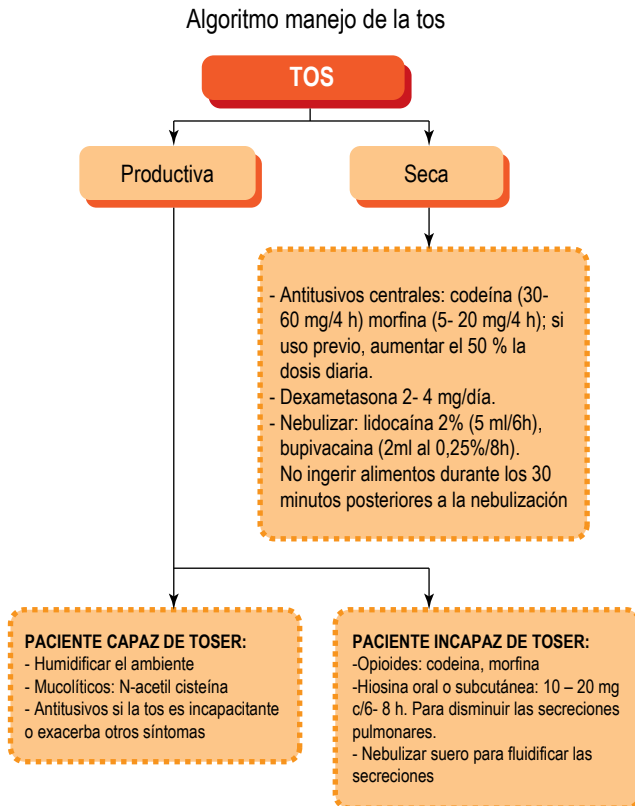 Algoritmo manejo de la tos
TOS
Productiva
Seca
- Antitusivos centrales: codeína (30-
60 mg/4 h) morfina (5- 20 mg/4 h); si
uso previo, aumentar el 50 % la
dosis diaria.
- Dexametasona 2- 4 mg/día.
- Nebulizar: lidocaína 2% (5 ml/6h),
bupivacaina (2ml al 0,25%/8h).
No ingerir alimentos durante los 30
minutos posteriores a la nebulización
PACIENTE CAPAZ DE TOSER:
- Humidificar el ambiente
- Mucolíticos: N-acetil cisteína
- Antitusivos si la tos es incapacitante
o exacerba otros síntomas
PACIENTE INCAPAZ DE TOSER:
-Opioides: codeina, morfina
-Hiosina oral o subcutánea: 10 – 20 mg
c/6- 8 h. Para disminuir las secreciones
pulmonares.
- Nebulizar suero para fluidificar las
secreciones